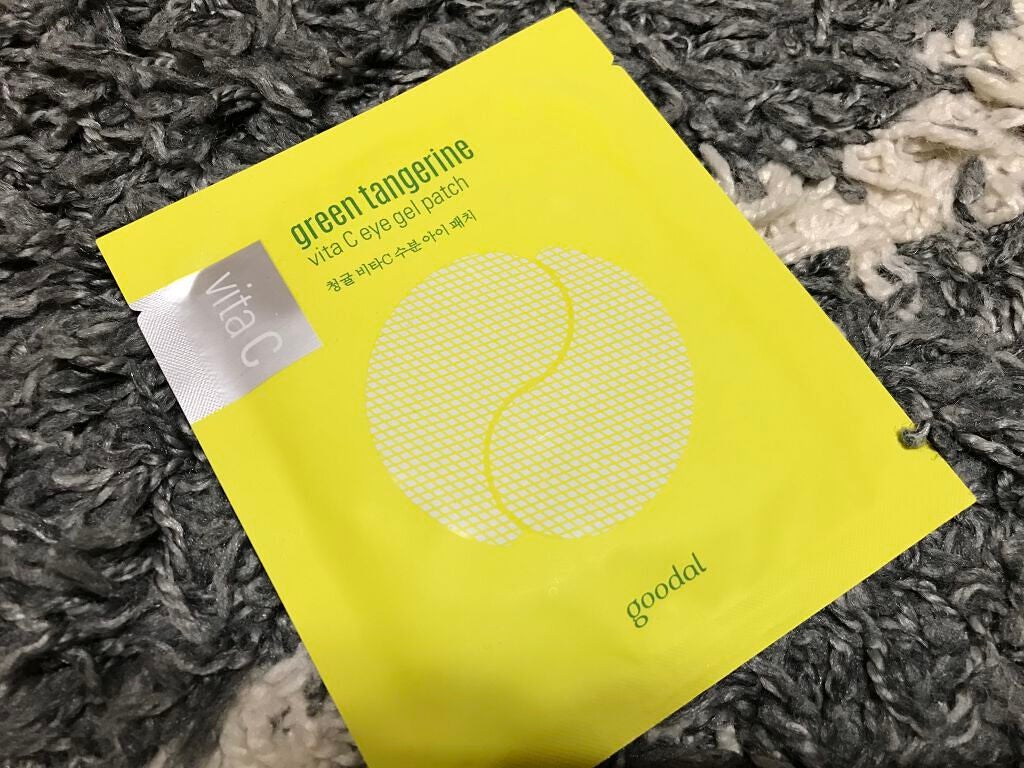 green tangerine
vita C eye gel patch
청귤 비타C 수분 아이 패치
vita C
goodal